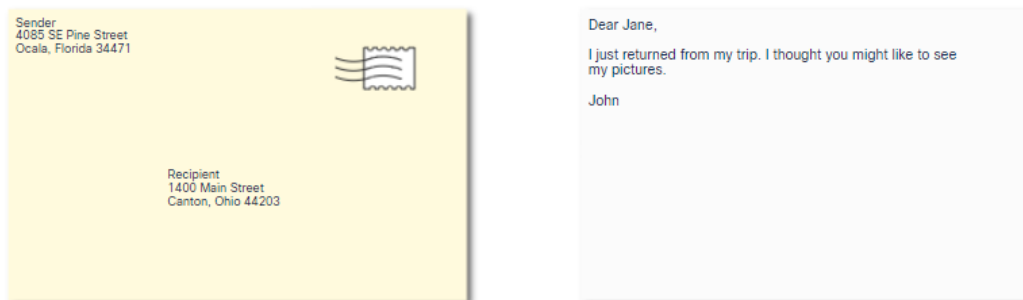 Sender
4085 SE Pine Street
Ocala, Florida 34471
Recipient
1400 Main Street
Canton, Ohio 44203
Dear Jane,
I just returned from my trip. I thought you might like to see
my pictures.
John